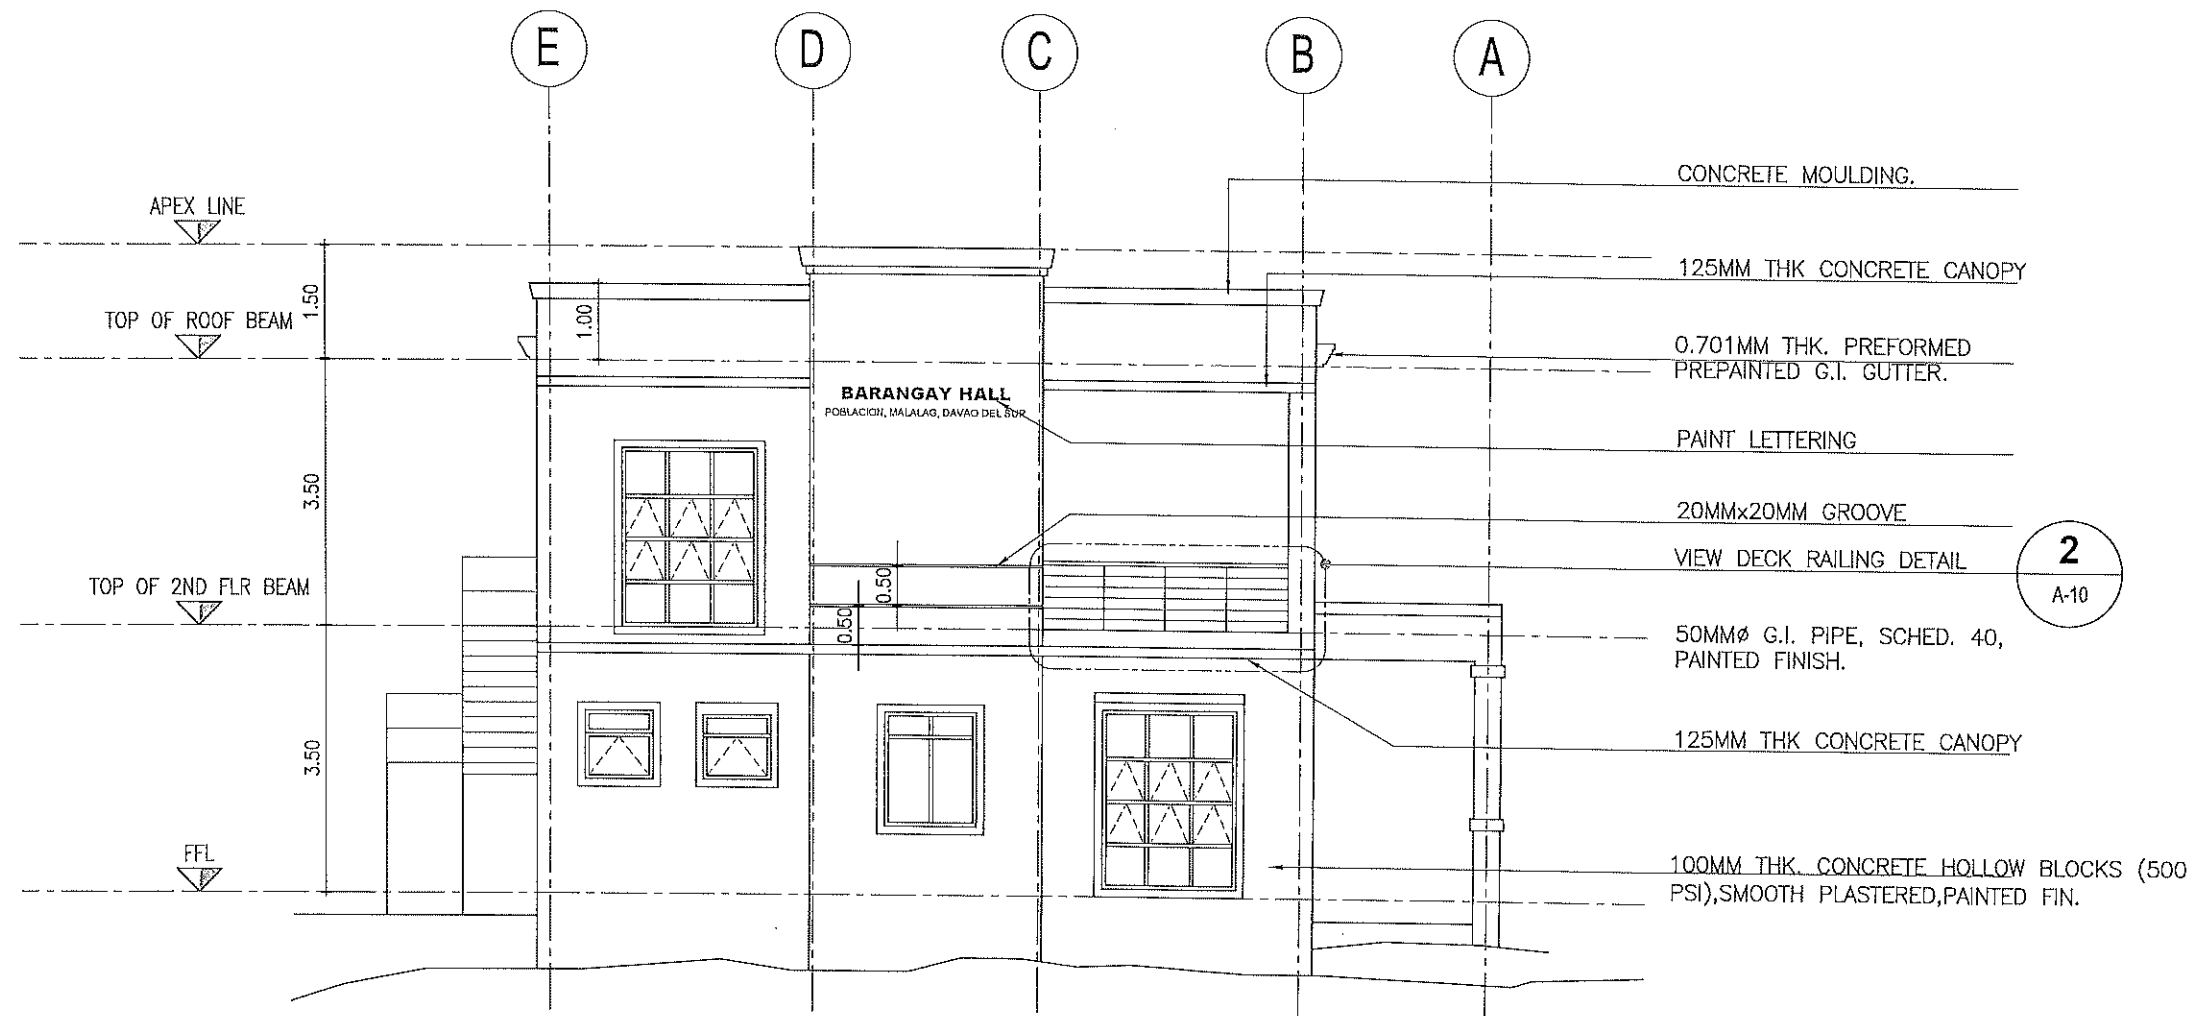 E
D
C
B
A
CONCRETE MOULDING.
APEX LINE
125MM THK CONCRETE CANOPY
1.50
1.00
TOP OF ROOF BEAM
0.701MM THK. PREFORMED
PREPAINTED G.I. GUTTER.
BARANGAY HALL
POBLACION, MALALAG, DAVAO DEL SUR
PAINT LETTERING
3.50
20MMx20MM GROOVE
2
VIEW DECK RAILING DETAIL
A-10
0.50
TOP OF 2ND FLR BEAM
0.50
50MMØ G.I. PIPE, SCHED. 40,
PAINTED FINISH.
125MM THK CONCRETE CANOPY
3.50
FFL
100MM THK. CONCRETE HOLLOW BLOCKS (500
PSI),SMOOTH PLASTERED,PAINTED FIN.